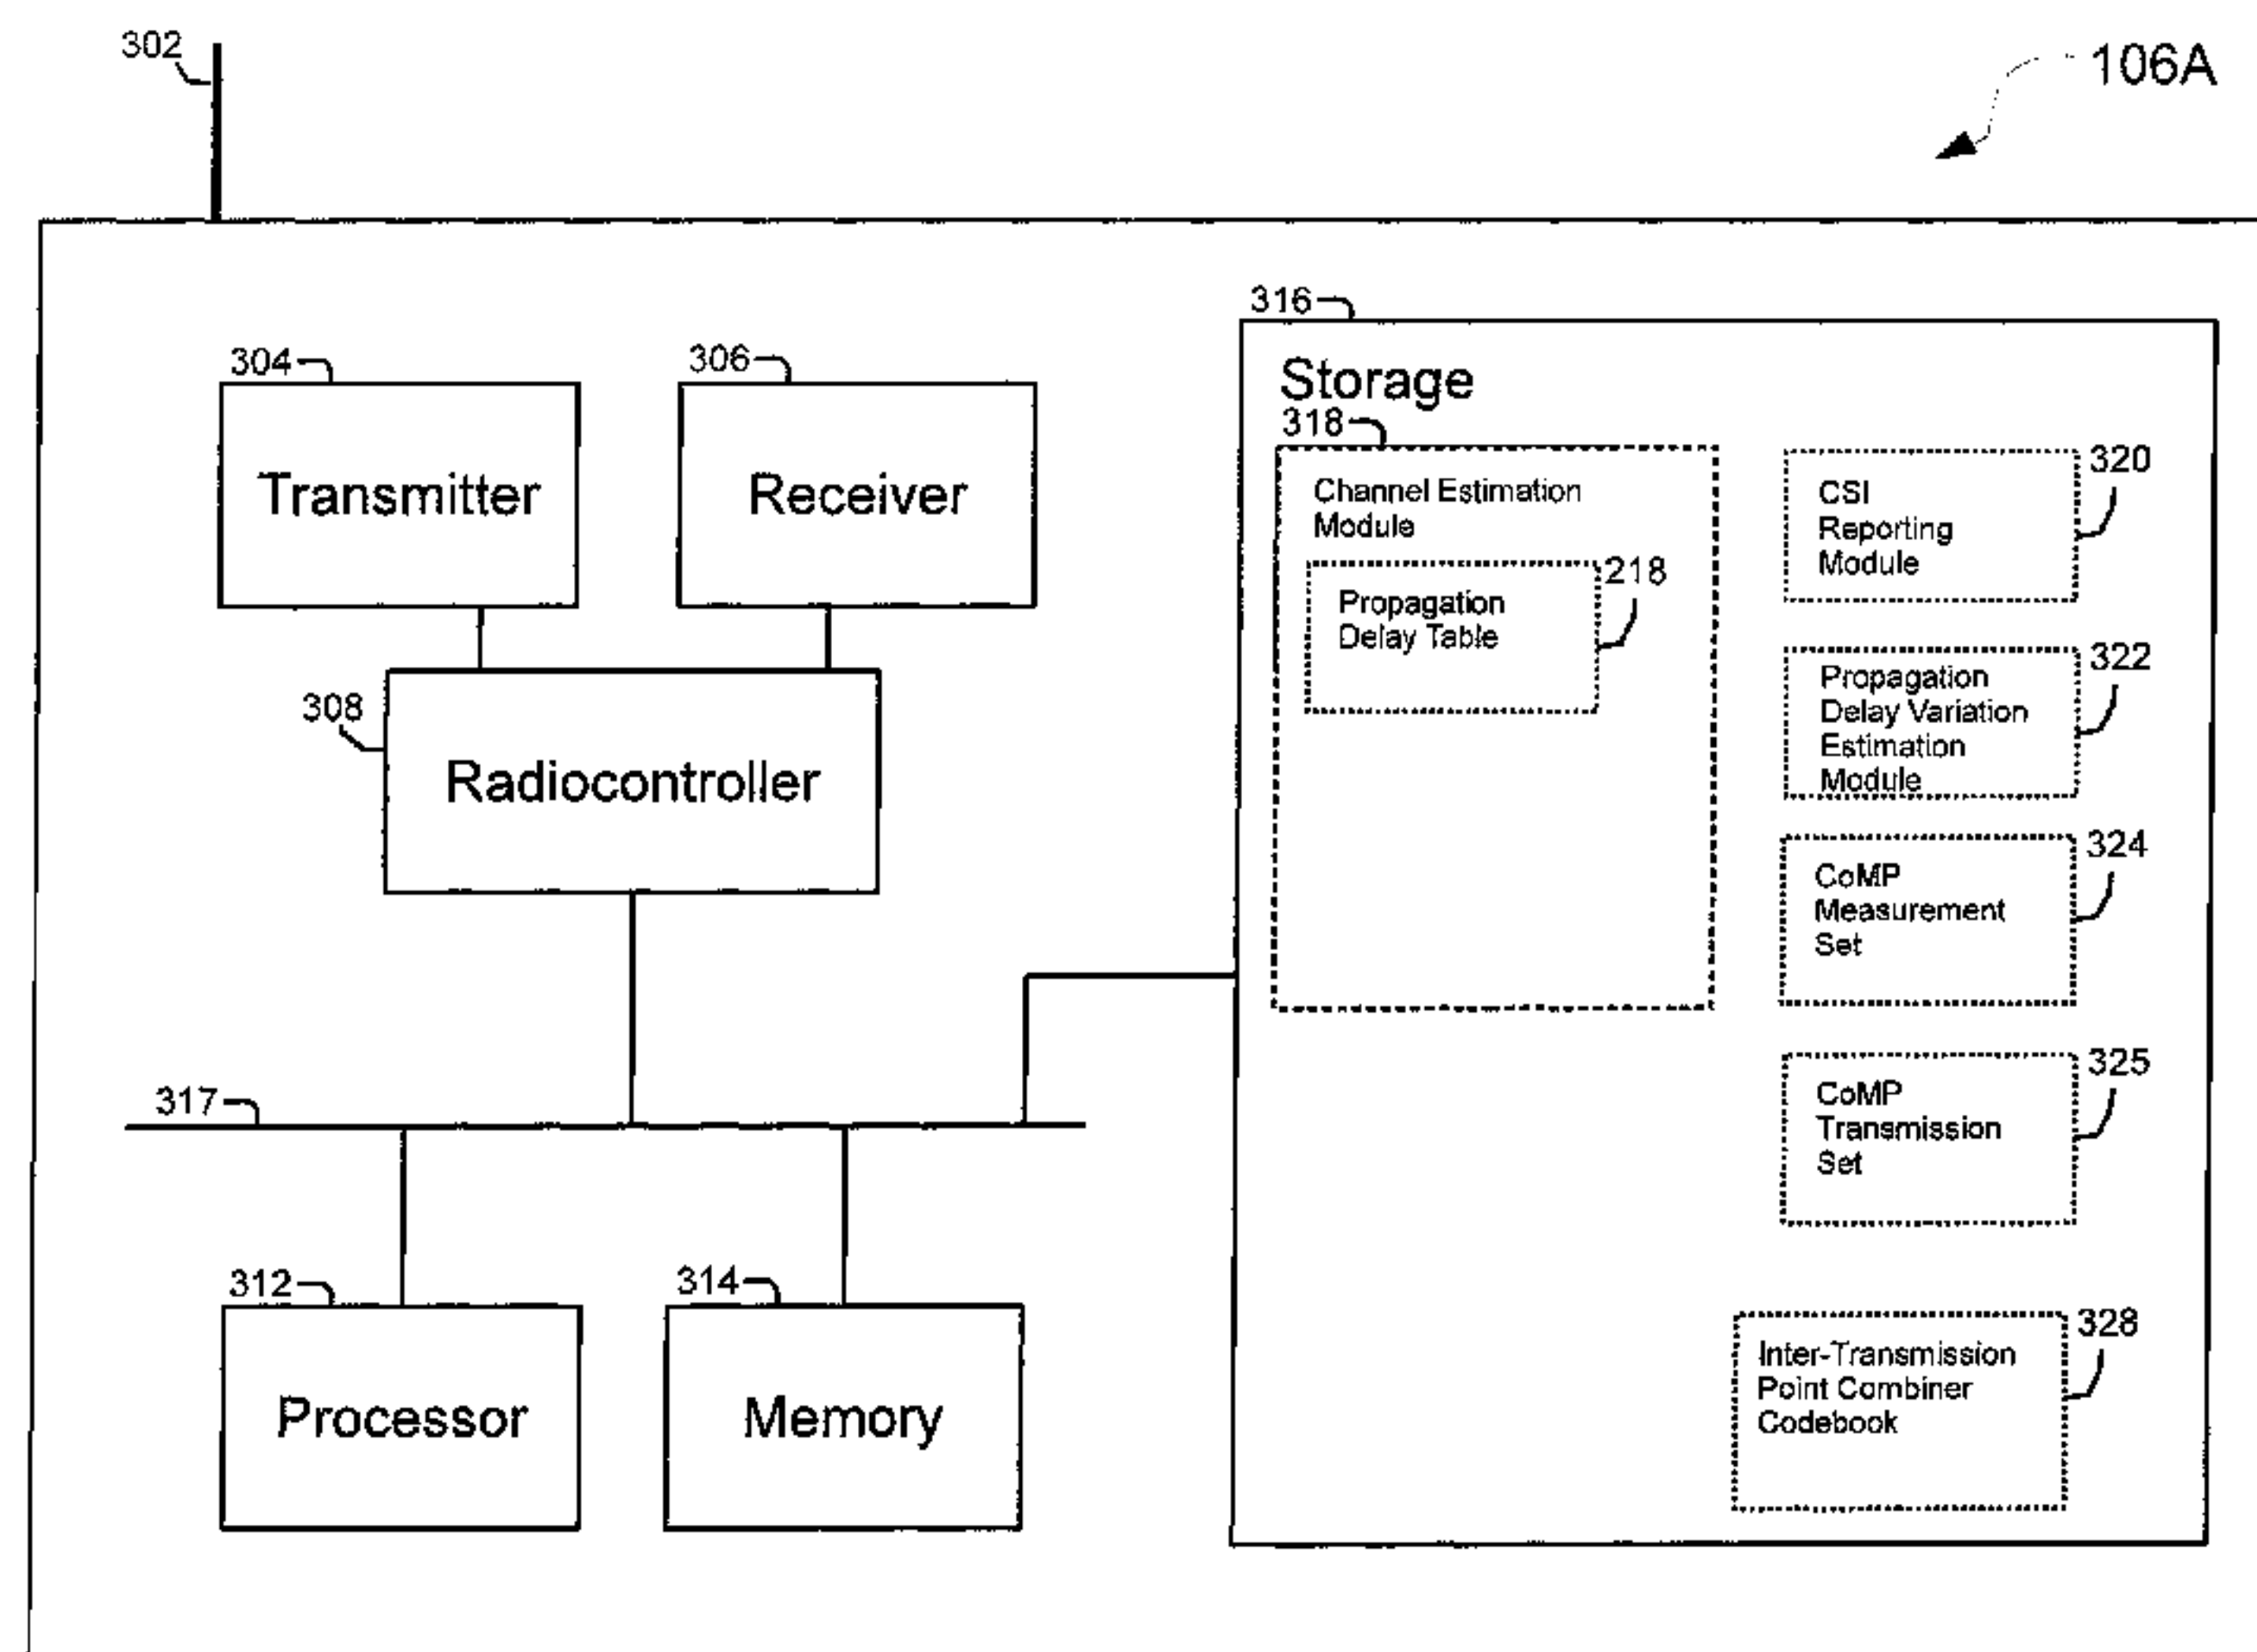 302
106A
316
304
306
Storage
318
Transmitter
Receiver
Channel Estimation
Module
218
Propagation
Delay Table
320
CSI
Reporting
Module
322
Propagation
Delay Variation
Estimation
Module
308
Radiocontroller
324
CoMP
Measurement
Set
325
CoMP
Transmission
Set
317
312
314
Processor
Memory
328
Inter-Transmission
Point Combiner
Codebook